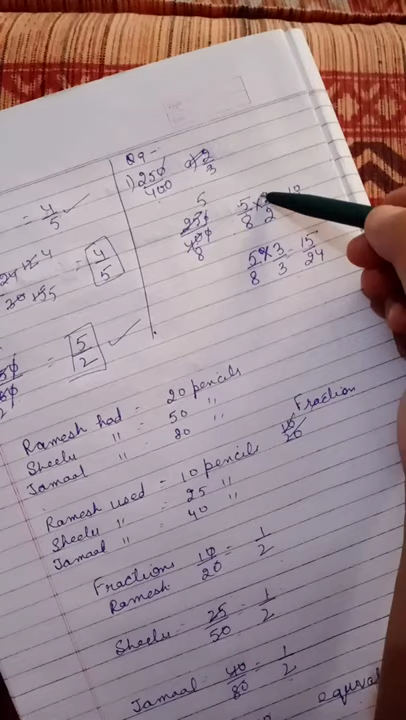 = 4/5 ✓
= 4/5
= 5/2 ✓
Q9-
1) 250/400 a) 2/3
5
250/400
8
5/8 × 2
5/8 × 3/3 = 15/24
Ramesh had = 20 pencils
Sheelu " = 50 "
Jamaal " = 80 "
Ramesh used = 10 pencils
Sheelu " = 25 "
Jamaal " = 40 "
Fraction
10/20
Fractions
Ramesh 10/20 = 1/2
Sheelu = 25/50 = 1/2
Jamaal = 40/80 = 1/2